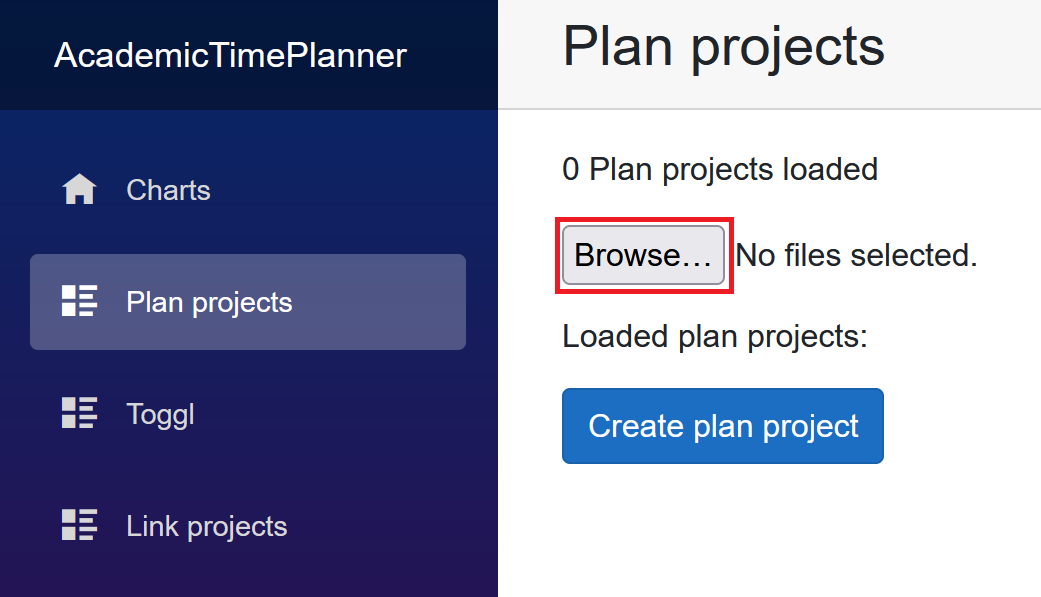 AcademicTimePlanner
Charts
Plan projects
Toggl
Link projects
Plan projects
0 Plan projects loaded
Browse… No files selected.
Loaded plan projects:
Create plan project